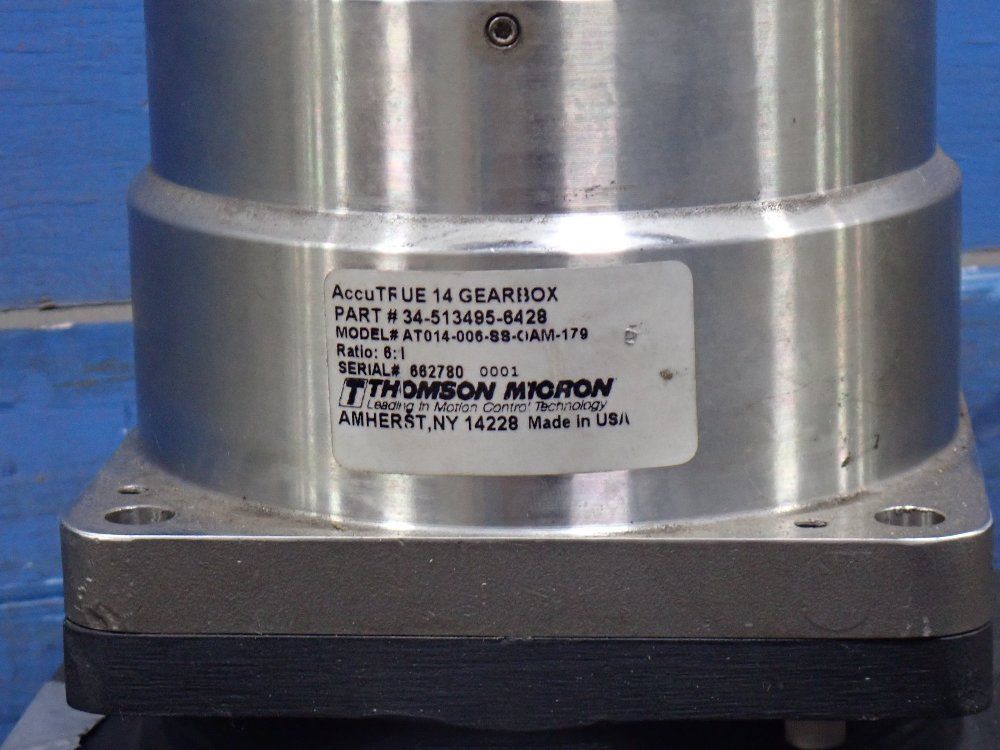 AccuTRUE 14 GEARBOX
PART # 34-513495-6428
MODEL# AT014-006-SS-OAM-179
Ratio: 6:1
SERIAL# 662780 0001
T THOMSON MICRON
Leading in Motion Control Technology
AMHERST,NY 14228 Made in USA